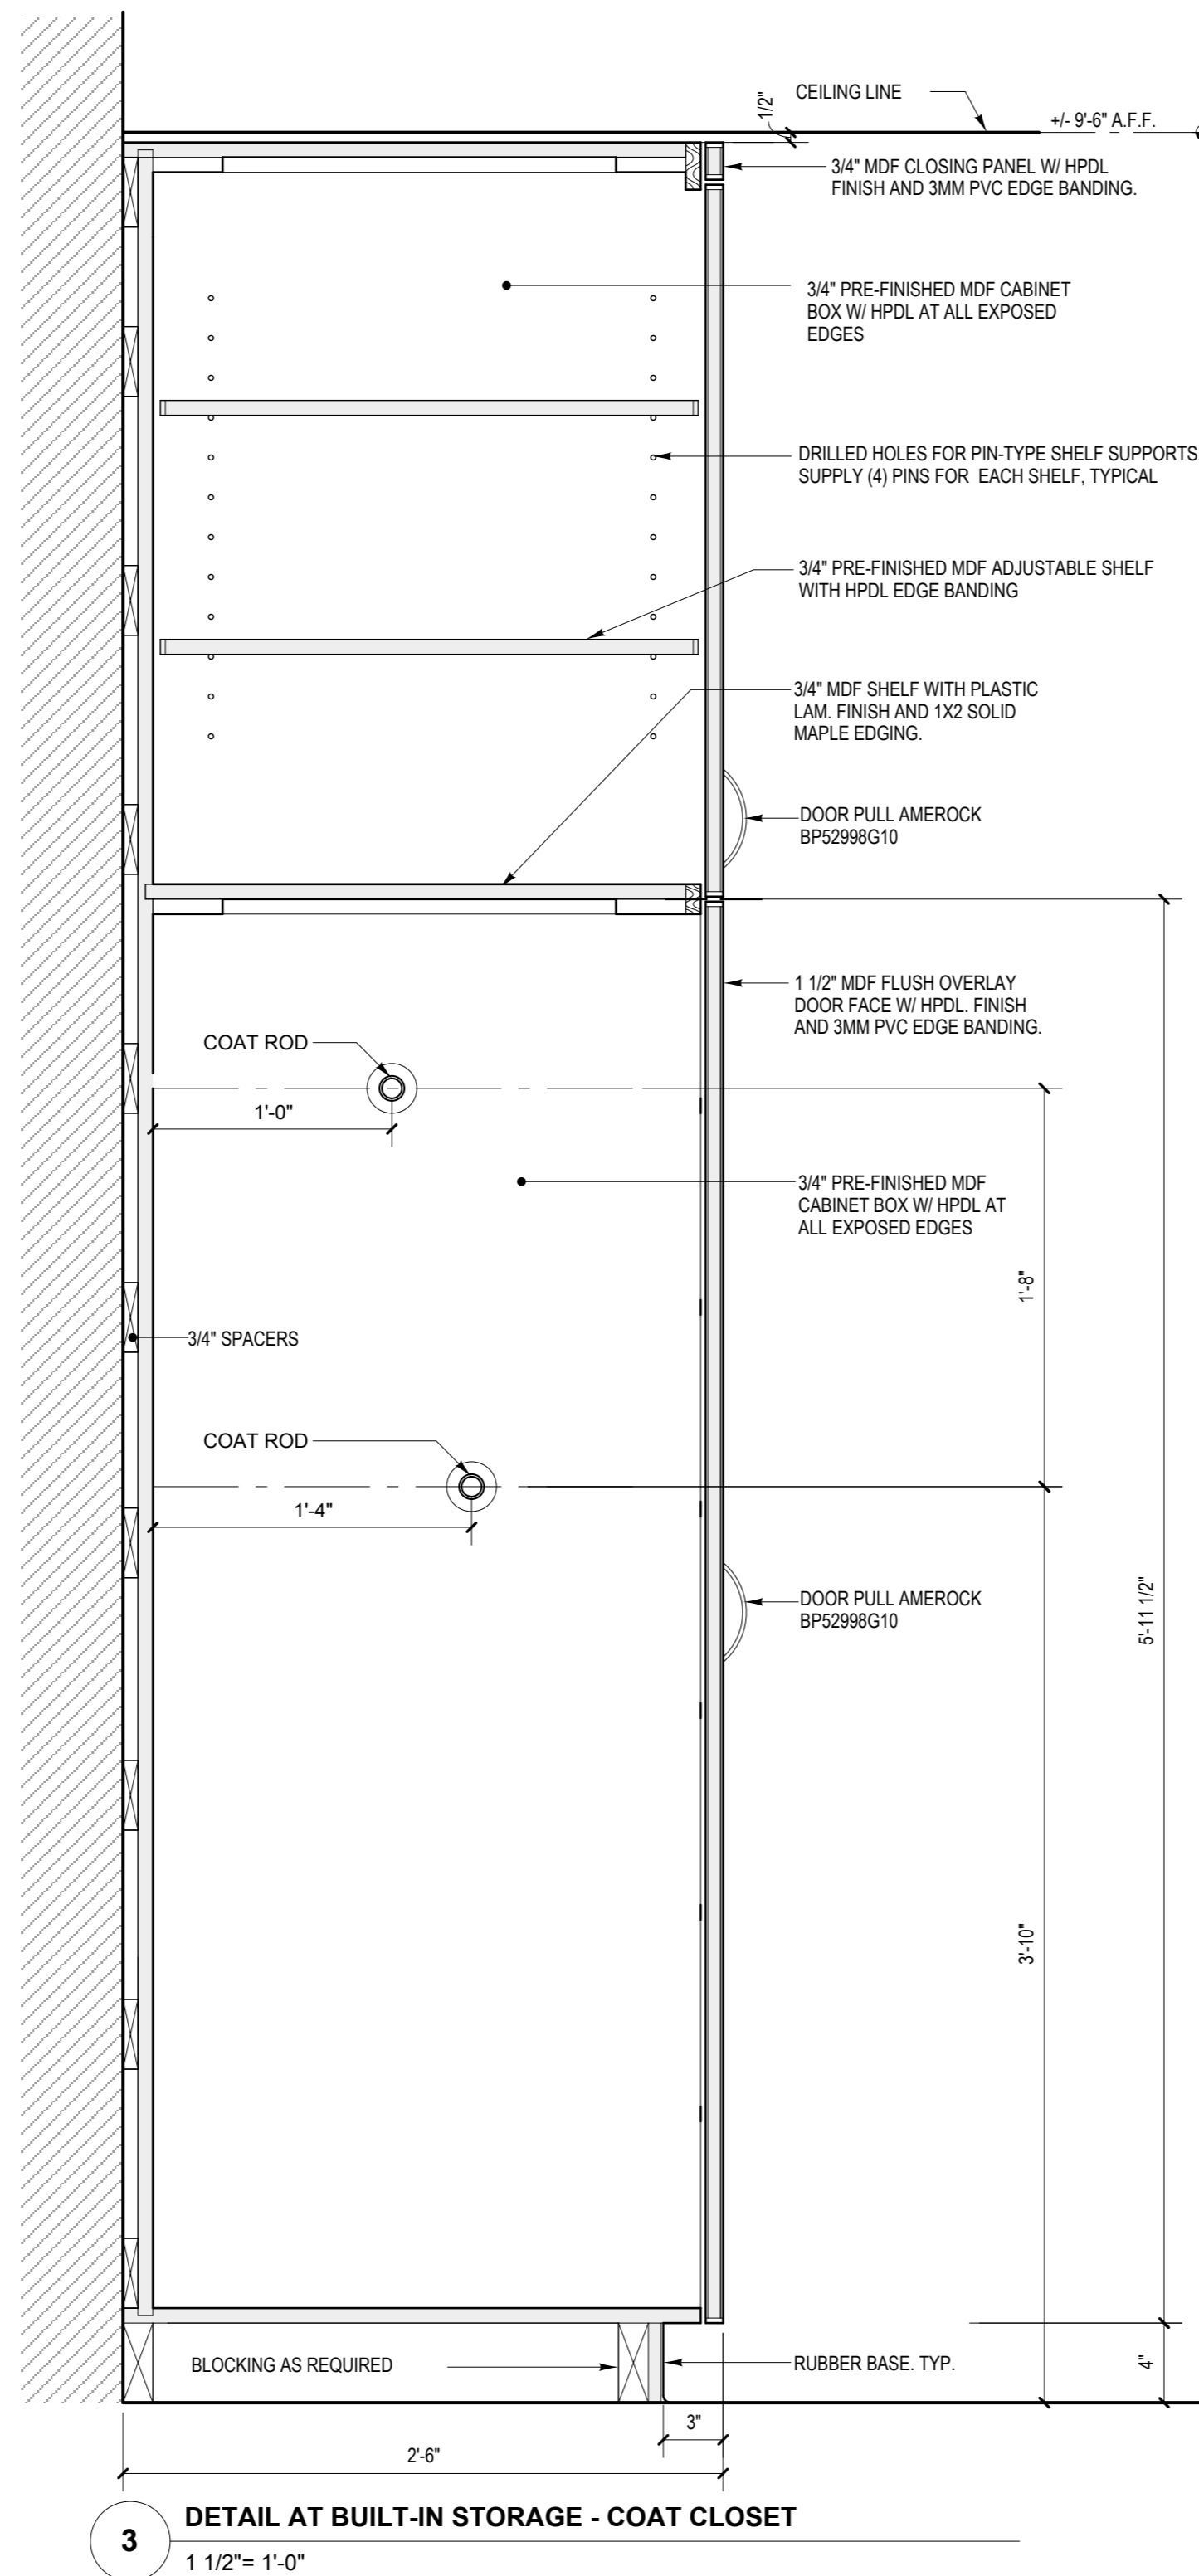 CEILING LINE
1/2"
+/- 9'-6" A.F.F.
3/4" MDF CLOSING PANEL W/ HPDL
FINISH AND 3MM PVC EDGE BANDING.
3/4" PRE-FINISHED MDF CABINET
BOX W/ HPDL AT ALL EXPOSED
EDGES
DRILLED HOLES FOR PIN-TYPE SHELF SUPPORTS
SUPPLY (4) PINS FOR EACH SHELF, TYPICAL
3/4" PRE-FINISHED MDF ADJUSTABLE SHELF
WITH HPDL EDGE BANDING
3/4" MDF SHELF WITH PLASTIC
LAM. FINISH AND 1X2 SOLID
MAPLE EDGING.
DOOR PULL AMEROCK
BP52998G10
1 1/2" MDF FLUSH OVERLAY
DOOR FACE W/ HPDL. FINISH
AND 3MM PVC EDGE BANDING.
COAT ROD
1'-0"
3/4" PRE-FINISHED MDF
CABINET BOX W/ HPDL AT
ALL EXPOSED EDGES
1'-8"
3/4" SPACERS
COAT ROD
1'-4"
DOOR PULL AMEROCK
BP52998G10
5'-11 1/2"
3'-10"
BLOCKING AS REQUIRED
RUBBER BASE. TYP.
4"
3"
2'-6"
3
DETAIL AT BUILT-IN STORAGE - COAT CLOSET
1 1/2"= 1'-0"